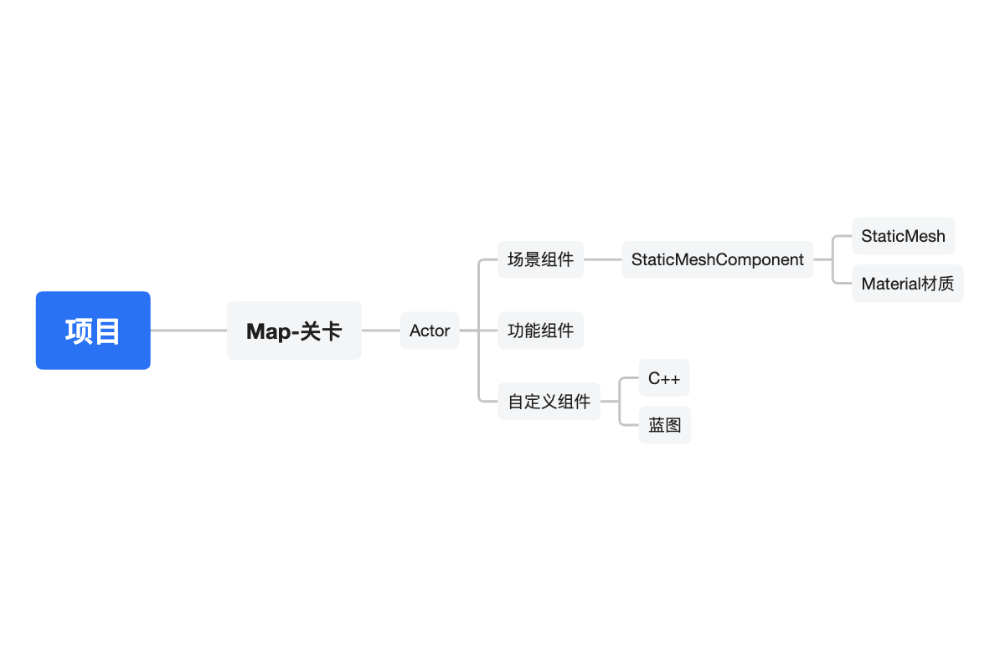 项目
Map-关卡
Actor
场景组件
StaticMeshComponent
StaticMesh
Material材质
功能组件
自定义组件
C++
蓝图